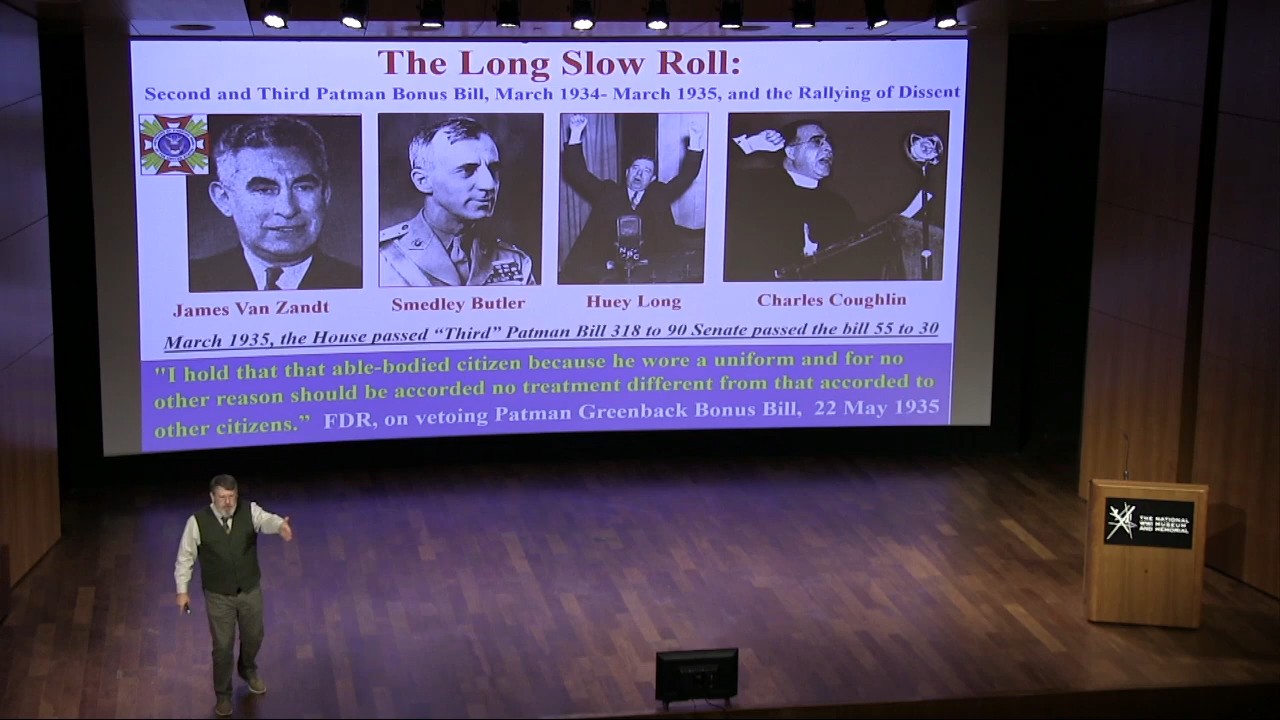 The Long Slow Roll:
Second and Third Patman Bonus Bill, March 1934- March 1935, and the Rallying of Dissent
NBC
James Van Zandt
Smedley Butler
Huey Long
Charles Coughlin
March 1935, the House passed “Third” Patman Bill 318 to 90 Senate passed the bill 55 to 30
"I hold that that able-bodied citizen because he wore a uniform and for no
other reason should be accorded no treatment different from that accorded to
other citizens.” FDR, on vetoing Patman Greenback Bonus Bill, 22 May 1935
THE NATIONAL
WWI MUSEUM
AND MEMORIAL